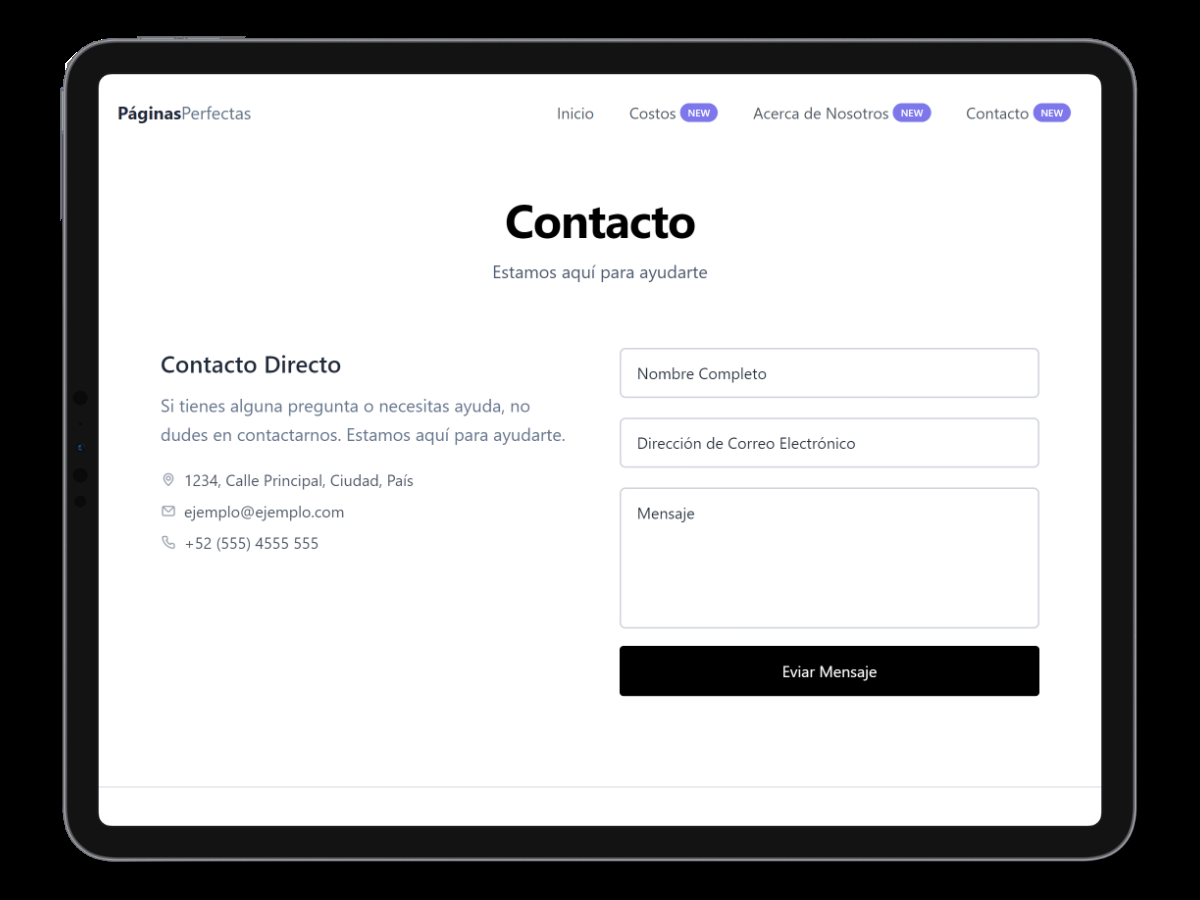 PáginasPerfectas
Inicio
Costos NEW
Acerca de Nosotros NEW
Contacto NEW
Contacto
Estamos aquí para ayudarte
Contacto Directo
Si tienes alguna pregunta o necesitas ayuda, no
dudes en contactarnos. Estamos aquí para ayudarte.
1234, Calle Principal, Ciudad, País
ejemplo@ejemplo.com
+52 (555) 4555 555
Nombre Completo
Dirección de Correo Electrónico
Mensaje
Eviar Mensaje